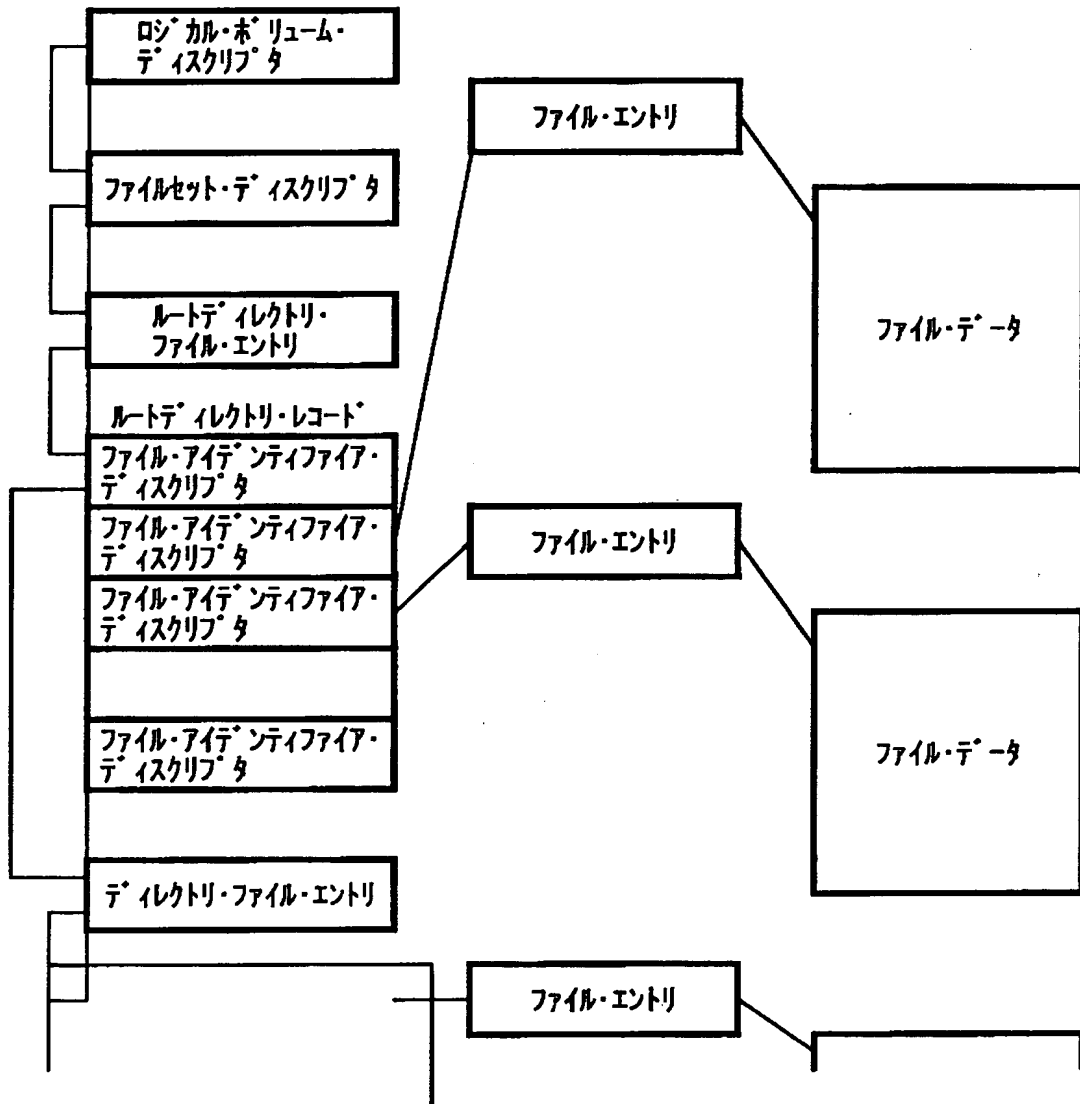 ロジカル・ボリューム・
ディスクリプタ
ファイルセット・ディスクリプタ
ルートディレクトリ・
ファイル・エントリ
ルートディレクトリ・レコード
ファイル・アイデンティファイア・
ディスクリプタ
ファイル・アイデンティファイア・
ディスクリプタ
ファイル・アイデンティファイア・
ディスクリプタ
ファイル・アイデンティファイア・
ディスクリプタ
ディレクトリ・ファイル・エントリ
ファイル・エントリ
ファイル・エントリ
ファイル・エントリ
ファイル・データ
ファイル・データ